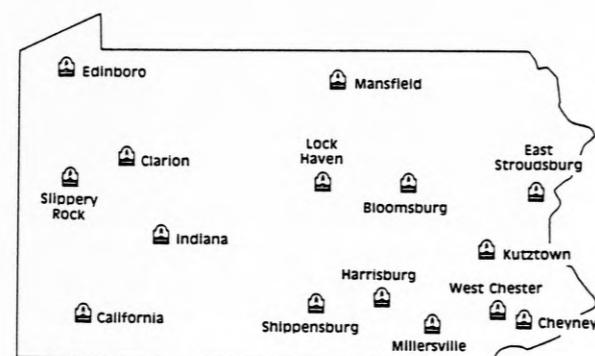 Edinboro
Mansfield
Clarion
Lock
Haven
East
Stroudsburg
Slippery
Rock
Bloomsburg
Indiana
Kutztown
Harrisburg
West Chester
California
Shippensburg
Millersville
Cheyney